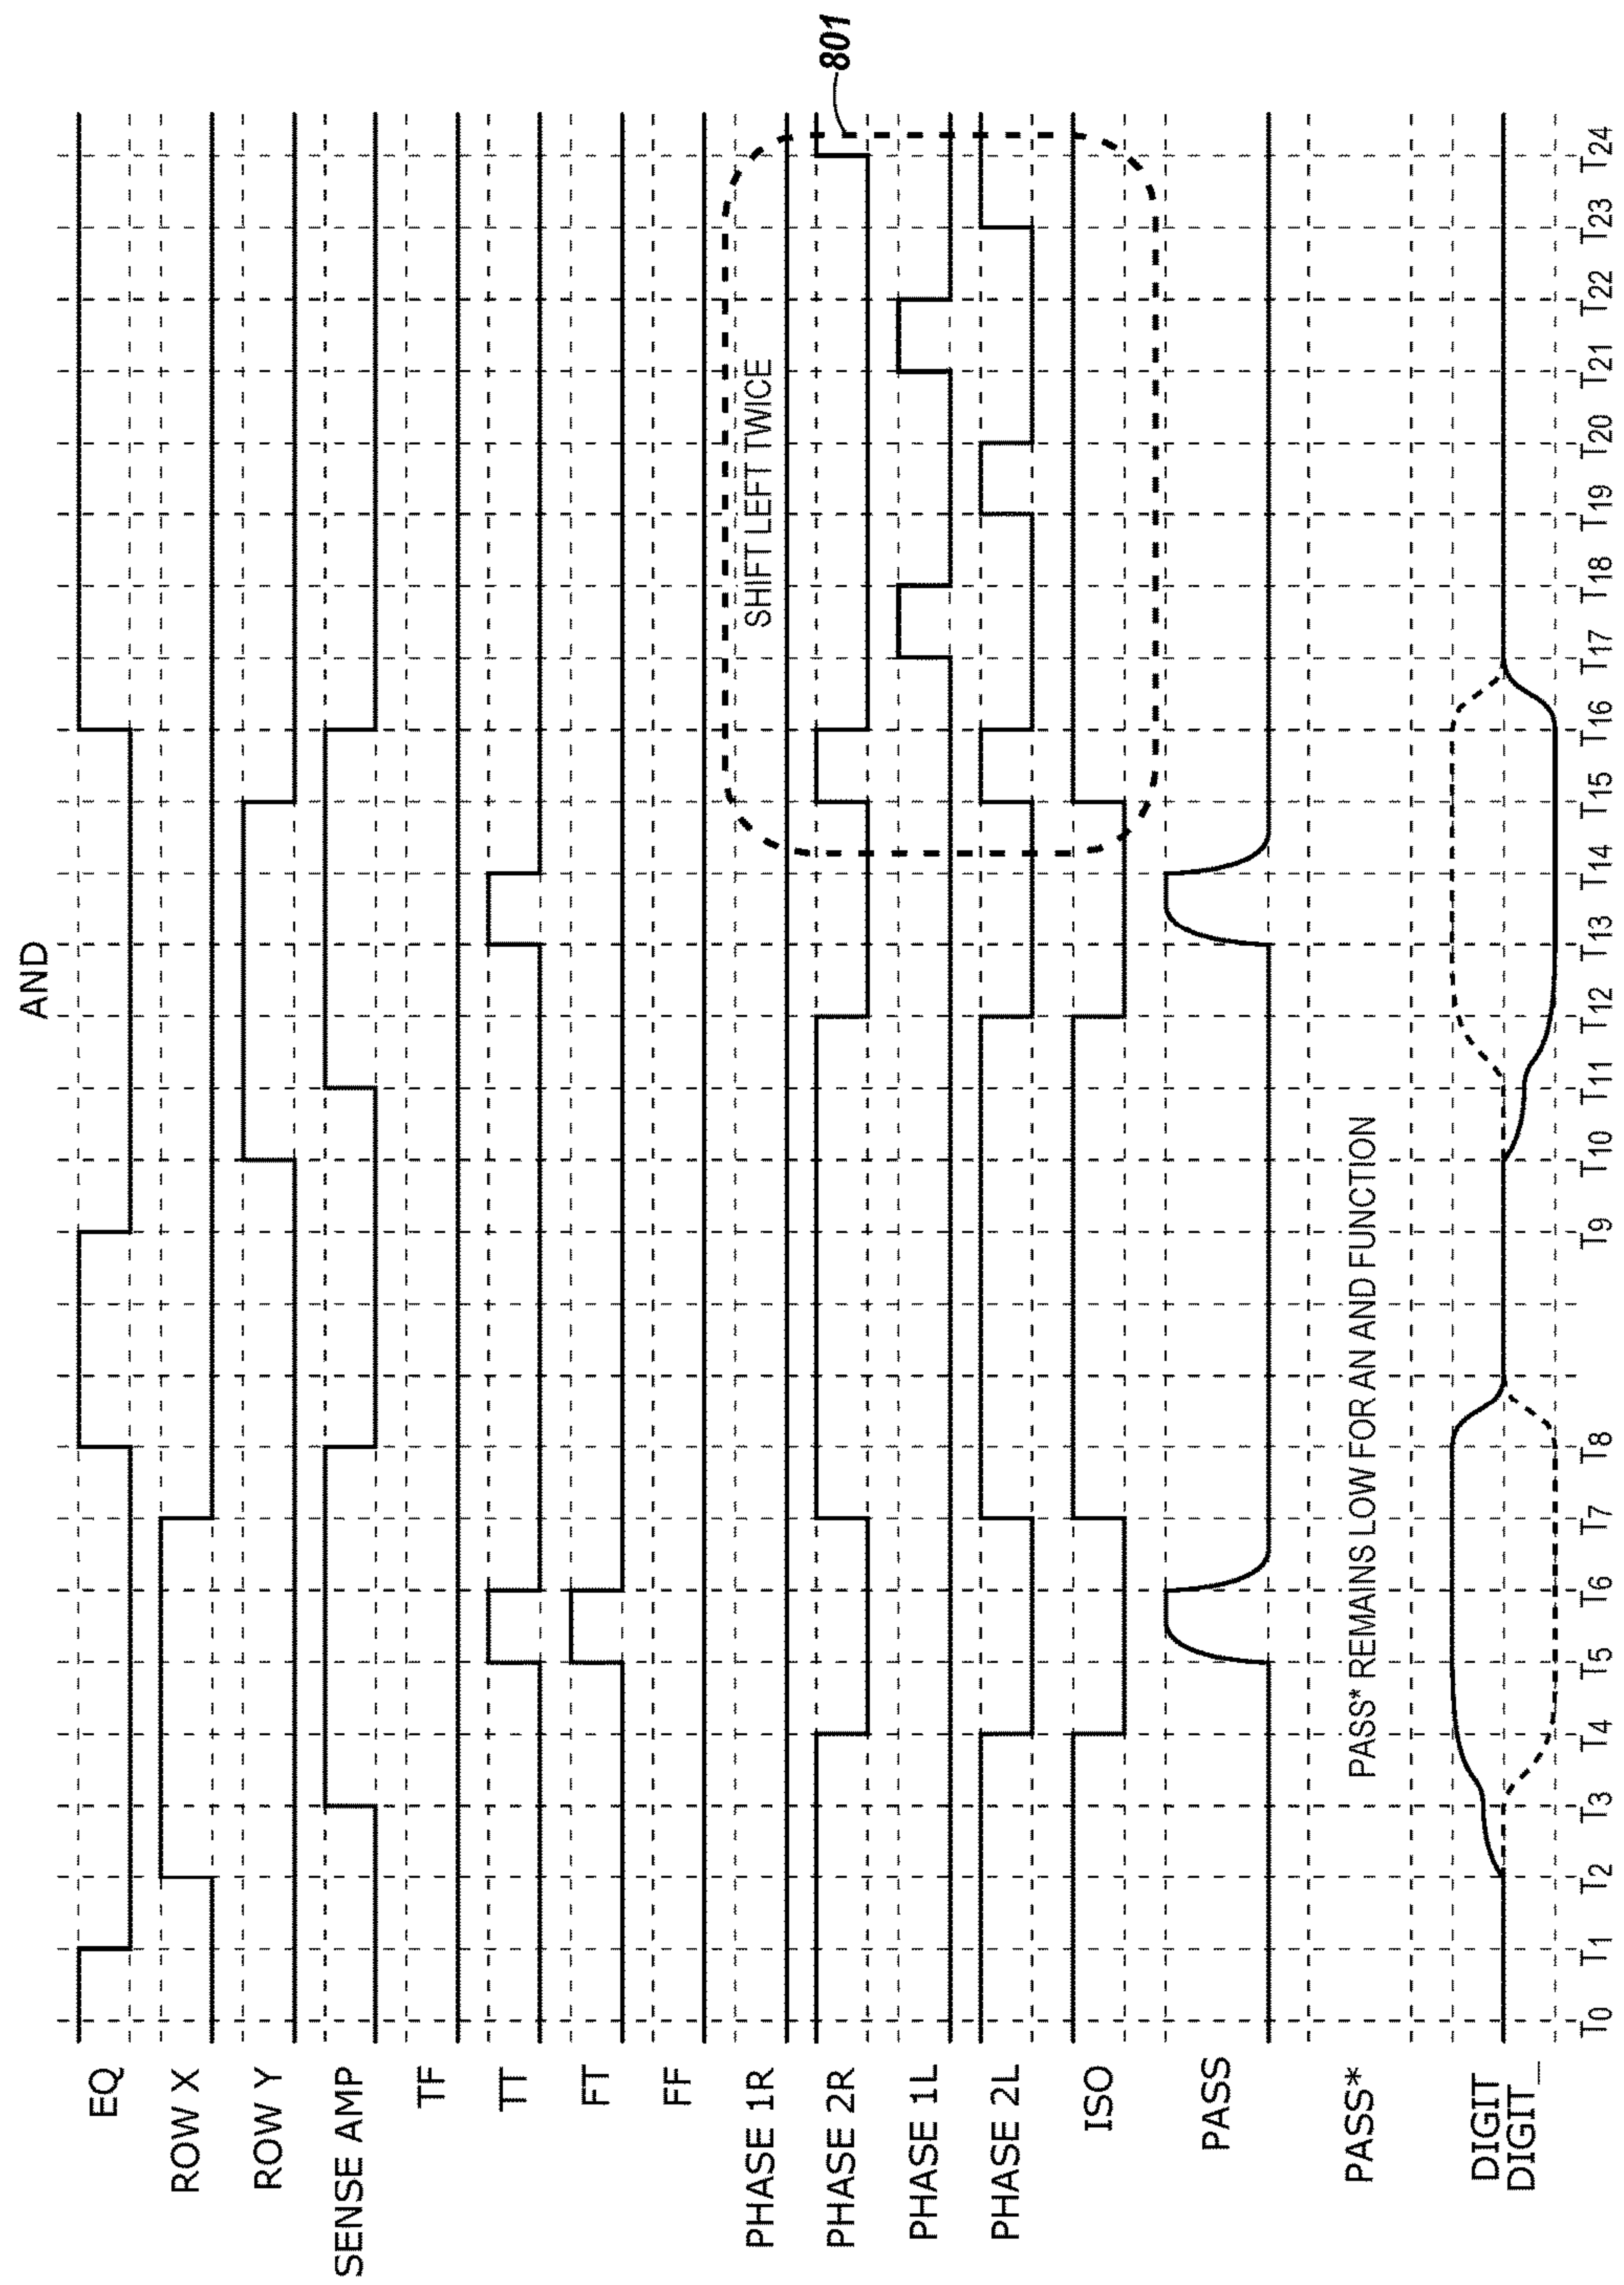 AND
EQ
ROW X
ROW Y
SENSE AMP
TF
TT
FT
FF
PHASE 1R
SHIFT LEFT TWICE
801
PHASE 2R
PHASE 1L
PHASE 2L
ISO
PASS
PASS*
PASS* REMAINS LOW FOR AN AND FUNCTION
DIGIT
DIGIT_
T0 T1 T2 T3 T4 T5 T6 T7 T8 T9 T10 T11 T12 T13 T14 T15 T16 T17 T18 T19 T20 T21 T22 T23 T24